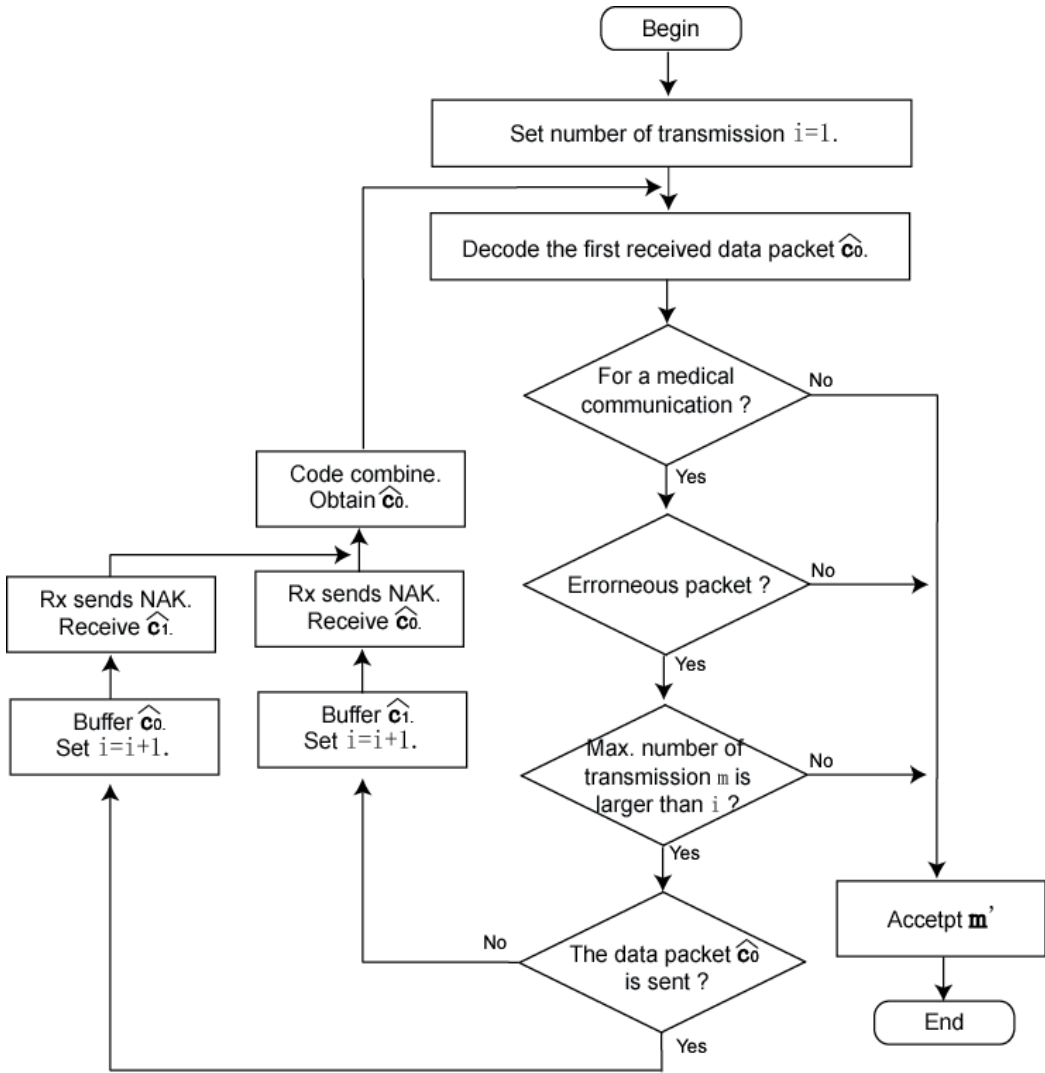 Begin
Set number of transmission i=1.
Decode the first received data packet ĉ₀.
For a medical
communication ?
No
Yes
Code combine.
Obtain ĉ₀.
Errorneous packet ?
No
Rx sends NAK.
Receive ĉ₁.
Rx sends NAK.
Receive ĉ₀.
Yes
Buffer ĉ₀.
Set i=i+1.
Buffer ĉ₁.
Set i=i+1.
Max. number of
transmission m is
larger than i ?
No
Yes
Accetpt m'
No
The data packet ĉ₀
is sent ?
End
Yes